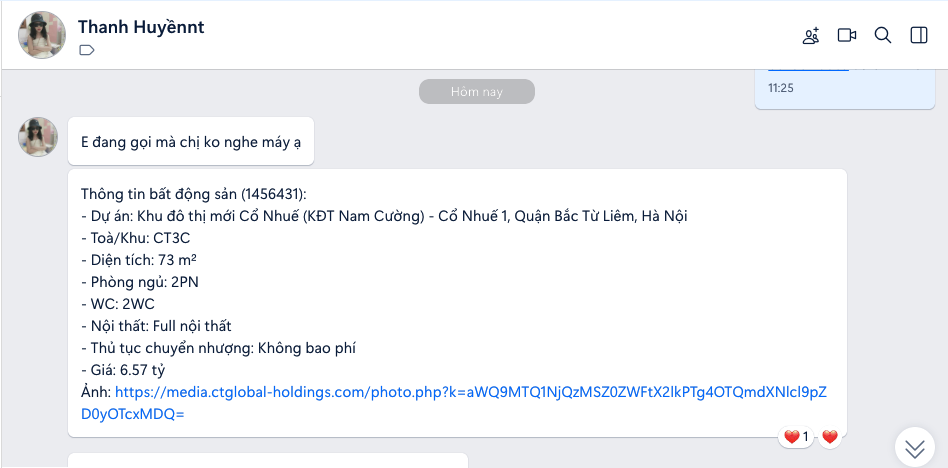 Thanh Huyềnnt
11:25
Hôm nay
E đang gọi mà chị ko nghe máy ạ
Thông tin bất động sản (1456431):
- Dự án: Khu đô thị mới Cổ Nhuế (KĐT Nam Cường) - Cổ Nhuế 1, Quận Bắc Từ Liêm, Hà Nội
- Toà/Khu: CT3C
- Diện tích: 73 m²
- Phòng ngủ: 2PN
- WC: 2WC
- Nội thất: Full nội thất
- Thủ tục chuyển nhượng: Không bao phí
- Giá: 6.57 tỷ
Ảnh: https://media.ctglobal-holdings.com/photo.php?k=aWQ9MTQ1NjQzMSZ0ZWFtX2lkPTg4OTQmdXNlcl9pZ
D0yOTcxMDQ=
1